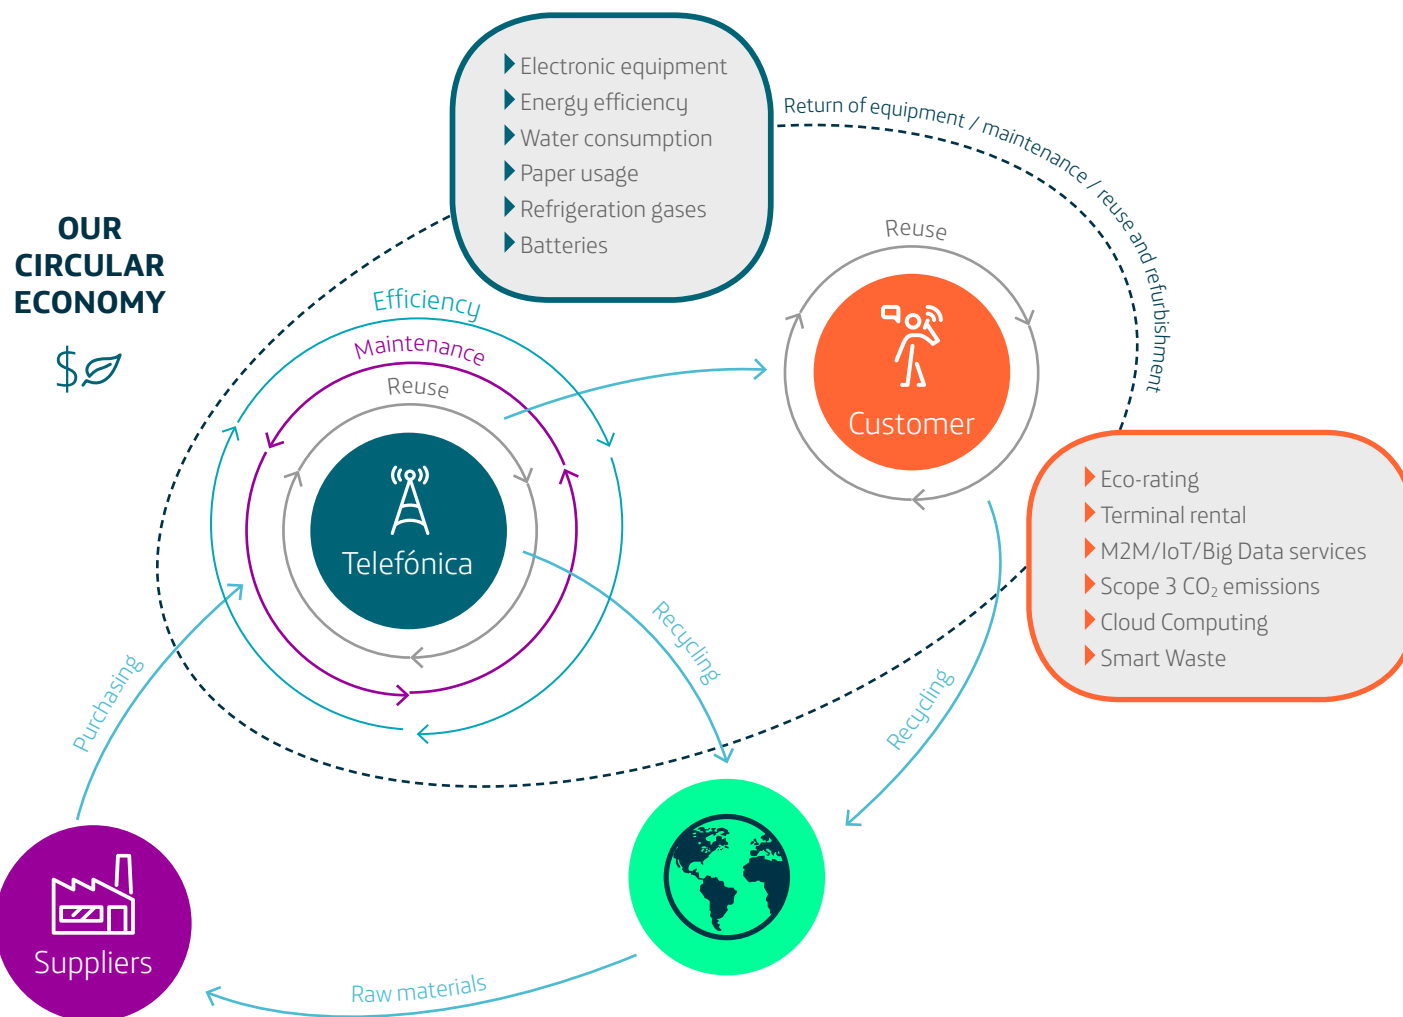 OUR
CIRCULAR
ECONOMY
Electronic equipment
Energy efficiency
Water consumption
Paper usage
Refrigeration gases
Batteries
Return of equipment / maintenance / reuse and refurbishment
Efficiency
Maintenance
Reuse
Telefónica
Reuse
Customer
Eco-rating
Terminal rental
M2M/IoT/Big Data services
Scope 3 CO₂ emissions
Cloud Computing
Smart Waste
Purchasing
Recycling
Recycling
Suppliers
Raw materials